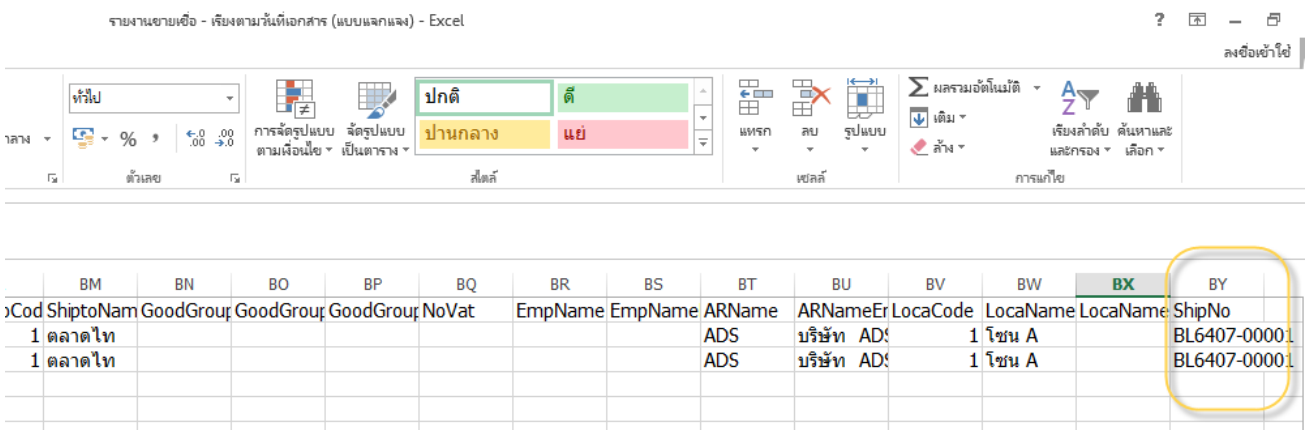 รายงานขายเชื่อ - เรียงตามวันที่เอกสาร (แบบแจกแจง) - Excel
?
ลงชื่อเข้าใช้
ทั่วไป
ปกติ ดี
ปานกลาง แย่
% , .00
การจัดรูปแบบ ตามเงื่อนไข
จัดรูปแบบ เป็นตาราง
แทรก ลบ รูปแบบ
ผลรวมอัตโนมัติ
เติม
ล้าง
เรียงลำดับ และกรอง
ค้นหาและ เลือก
ตัวเลข สไตล์ เซลล์ การแก้ไข
BM BN BO BP BQ BR BS BT BU BV BW BX BY
oCod ShiptoNam GoodGroup GoodGroup GoodGroup NoVat EmpName EmpName ARName ARNameEr LocaCode LocaName LocaName ShipNo
1 ตลาดไท ADS บริษัท ADS 1 โซน A BL6407-00001
1 ตลาดไท ADS บริษัท ADS 1 โซน A BL6407-00001